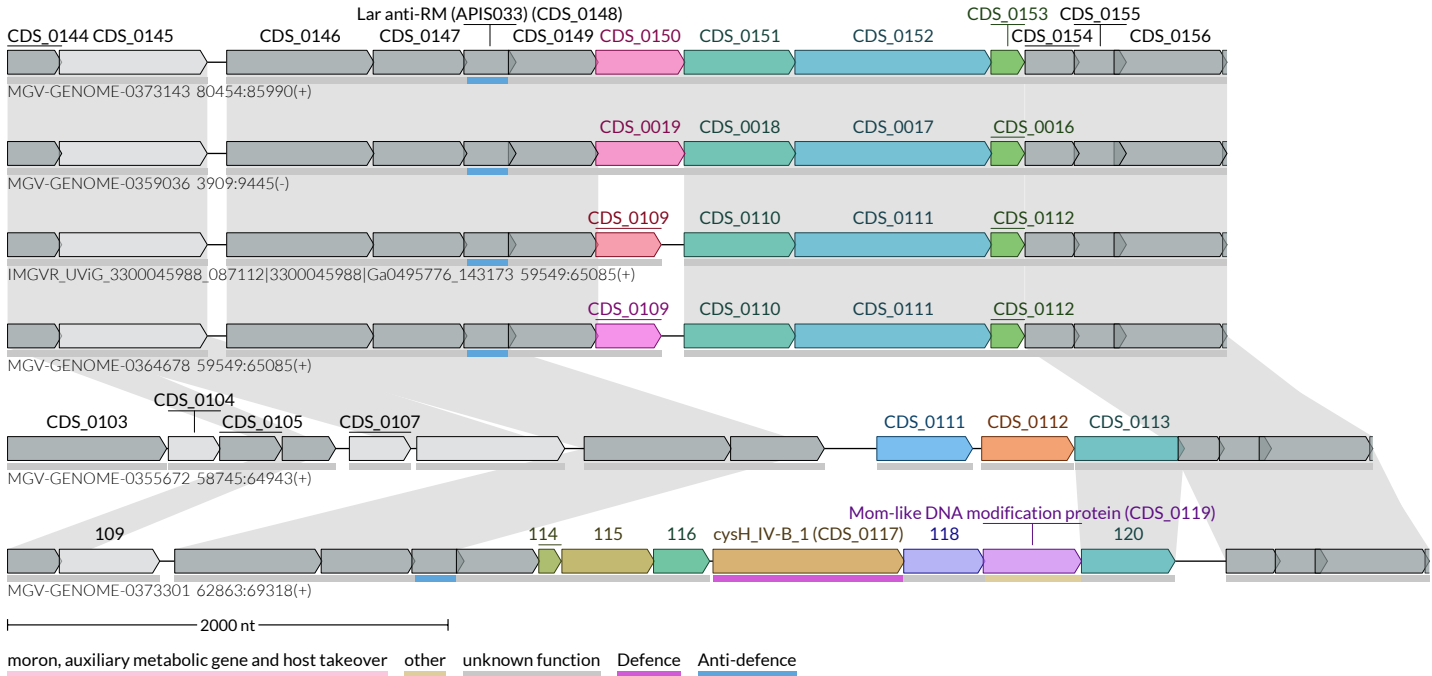 Lar anti-RM (APIS033) (CDS_0148) CDS_0153 CDS_0155
CDS_0144 CDS_0145 CDS_0146 CDS_0147 CDS_0149 CDS_0150 CDS_0151 CDS_0152 CDS_0154 CDS_0156
MGV-GENOME-0373143 80454:85990(+)
CDS_0019 CDS_0018 CDS_0017 CDS_0016
MGV-GENOME-0359036 3909:9445(-)
CDS_0109 CDS_0110 CDS_0111 CDS_0112
IMGVR_UViG_3300045988_087112|3300045988|Ga0495776_143173 59549:65085(+)
CDS_0109 CDS_0110 CDS_0111 CDS_0112
MGV-GENOME-0364678 59549:65085(+)
CDS_0104
CDS_0103 CDS_0105 CDS_0107 CDS_0111 CDS_0112 CDS_0113
MGV-GENOME-0355672 58745:64943(+)
Mom-like DNA modification protein (CDS_0119)
109 114 115 116 cysH_IV-B_1 (CDS_0117) 118 120
MGV-GENOME-0373301 62863:69318(+)
2000 nt
moron, auxiliary metabolic gene and host takeover other unknown function Defence Anti-defence